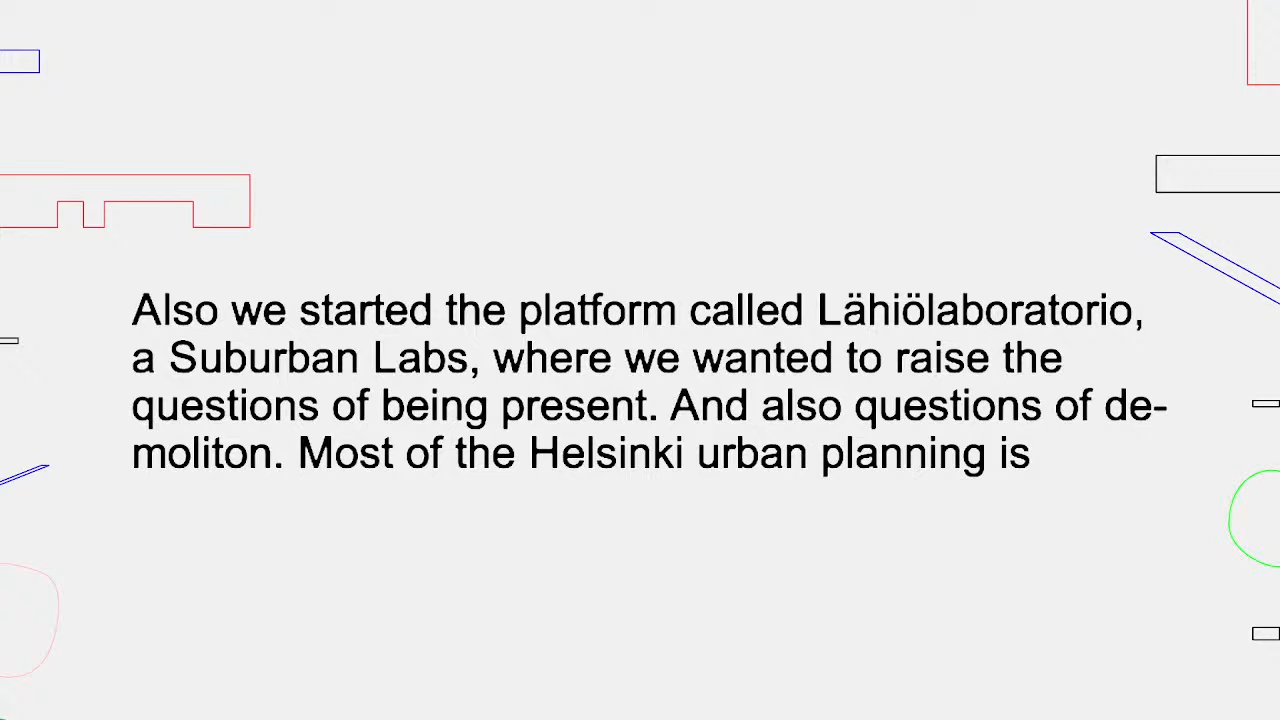 Also we started the platform called Lähiölaboratorio,
a Suburban Labs, where we wanted to raise the
questions of being present. And also questions of de-
moliton. Most of the Helsinki urban planning is